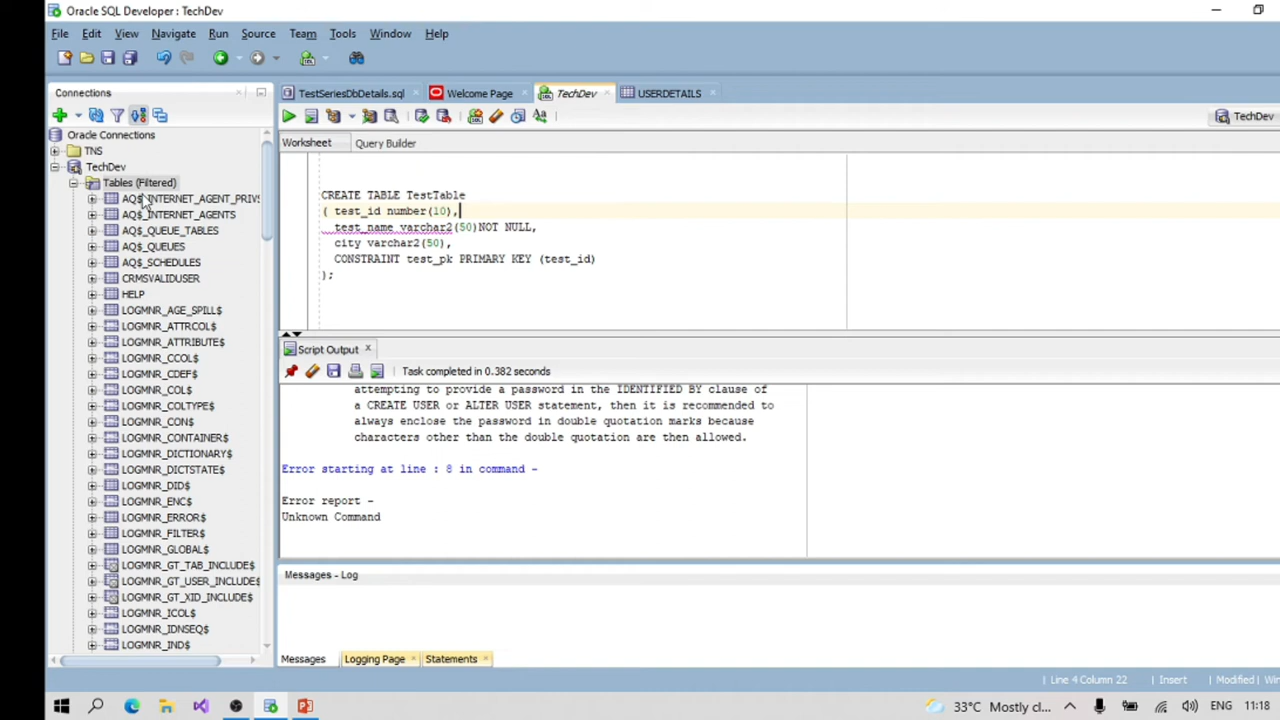 Oracle SQL Developer : TechDev
File Edit View Navigate Run Source Team Tools Window Help
Connections
TestSeriesDbDetails.sql Welcome Page TechDev USERDETAILS
TechDev
Oracle Connections
TNS
TechDev
Tables (Filtered)
AQ$_INTERNET_AGENT_PRIVS
AQ$_INTERNET_AGENTS
AQ$_QUEUE_TABLES
AQ$_QUEUES
AQ$_SCHEDULES
CRMSVALIDUSER
HELP
LOGMNR_AGE_SPILL$
LOGMNR_ATTRCOL$
LOGMNR_ATTRIBUTE$
LOGMNR_CCOL$
LOGMNR_CDEF$
LOGMNR_COL$
LOGMNR_COLTYPE$
LOGMNR_CON$
LOGMNR_CONTAINER$
LOGMNR_DICTIONARY$
LOGMNR_DICTSTATE$
LOGMNR_DID$
LOGMNR_ENC$
LOGMNR_ERROR$
LOGMNR_FILTER$
LOGMNR_GLOBAL$
LOGMNR_GT_TAB_INCLUDE$
LOGMNR_GT_USER_INCLUDE$
LOGMNR_GT_XID_INCLUDE$
LOGMNR_ICOL$
LOGMNR_IDNSEQ$
LOGMNR_IND$
Worksheet Query Builder
CREATE TABLE TestTable
( test_id number(10),
test_name varchar2(50)NOT NULL,
city varchar2(50),
CONSTRAINT test_pk PRIMARY KEY (test_id)
);
Script Output
Task completed in 0.382 seconds
attempting to provide a password in the IDENTIFIED BY clause of
a CREATE USER or ALTER USER statement, then it is recommended to
always enclose the password in double quotation marks because
characters other than the double quotation are then allowed.
Error starting at line : 8 in command -
Error report -
Unknown Command
Messages - Log
Messages Logging Page Statements
Line 4 Column 22 Insert Modified Win
33°C Mostly cl... ENG 11:18